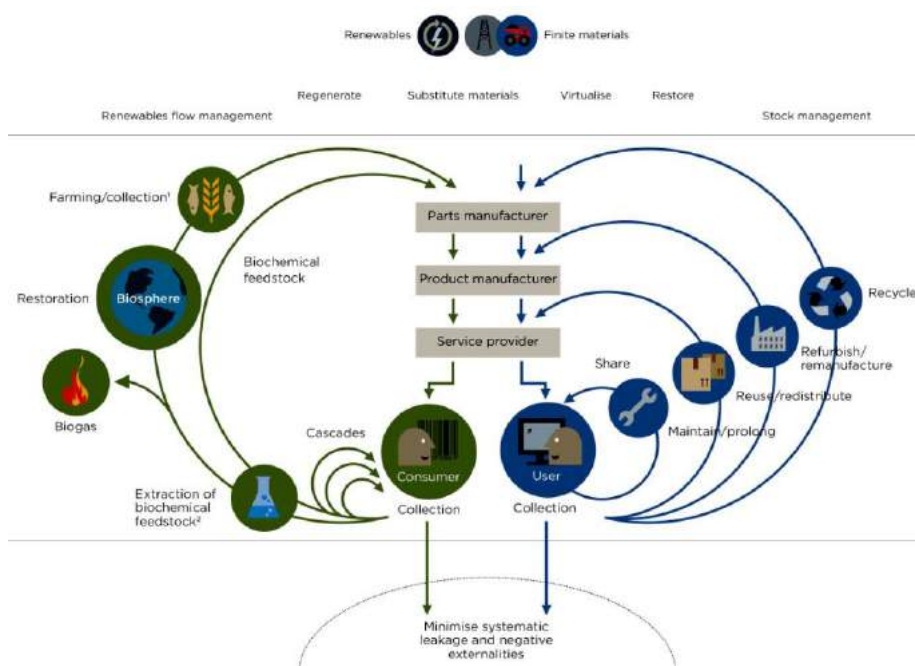 Renewables
Finite materials
Regenerate
Substitute materials
Virtualise
Restore
Renewables flow management
Stock management
Farming/collection¹
Parts manufacturer
Biochemical
feedstock
Product manufacturer
Restoration
Biosphere
Recycle
Service provider
Refurbish/
remanufacture
Share
Reuse/redistribute
Biogas
Cascades
Maintain/prolong
Consumer
User
Extraction of
biochemical
feedstock²
Collection
Collection
Minimise systematic
leakage and negative
externalities